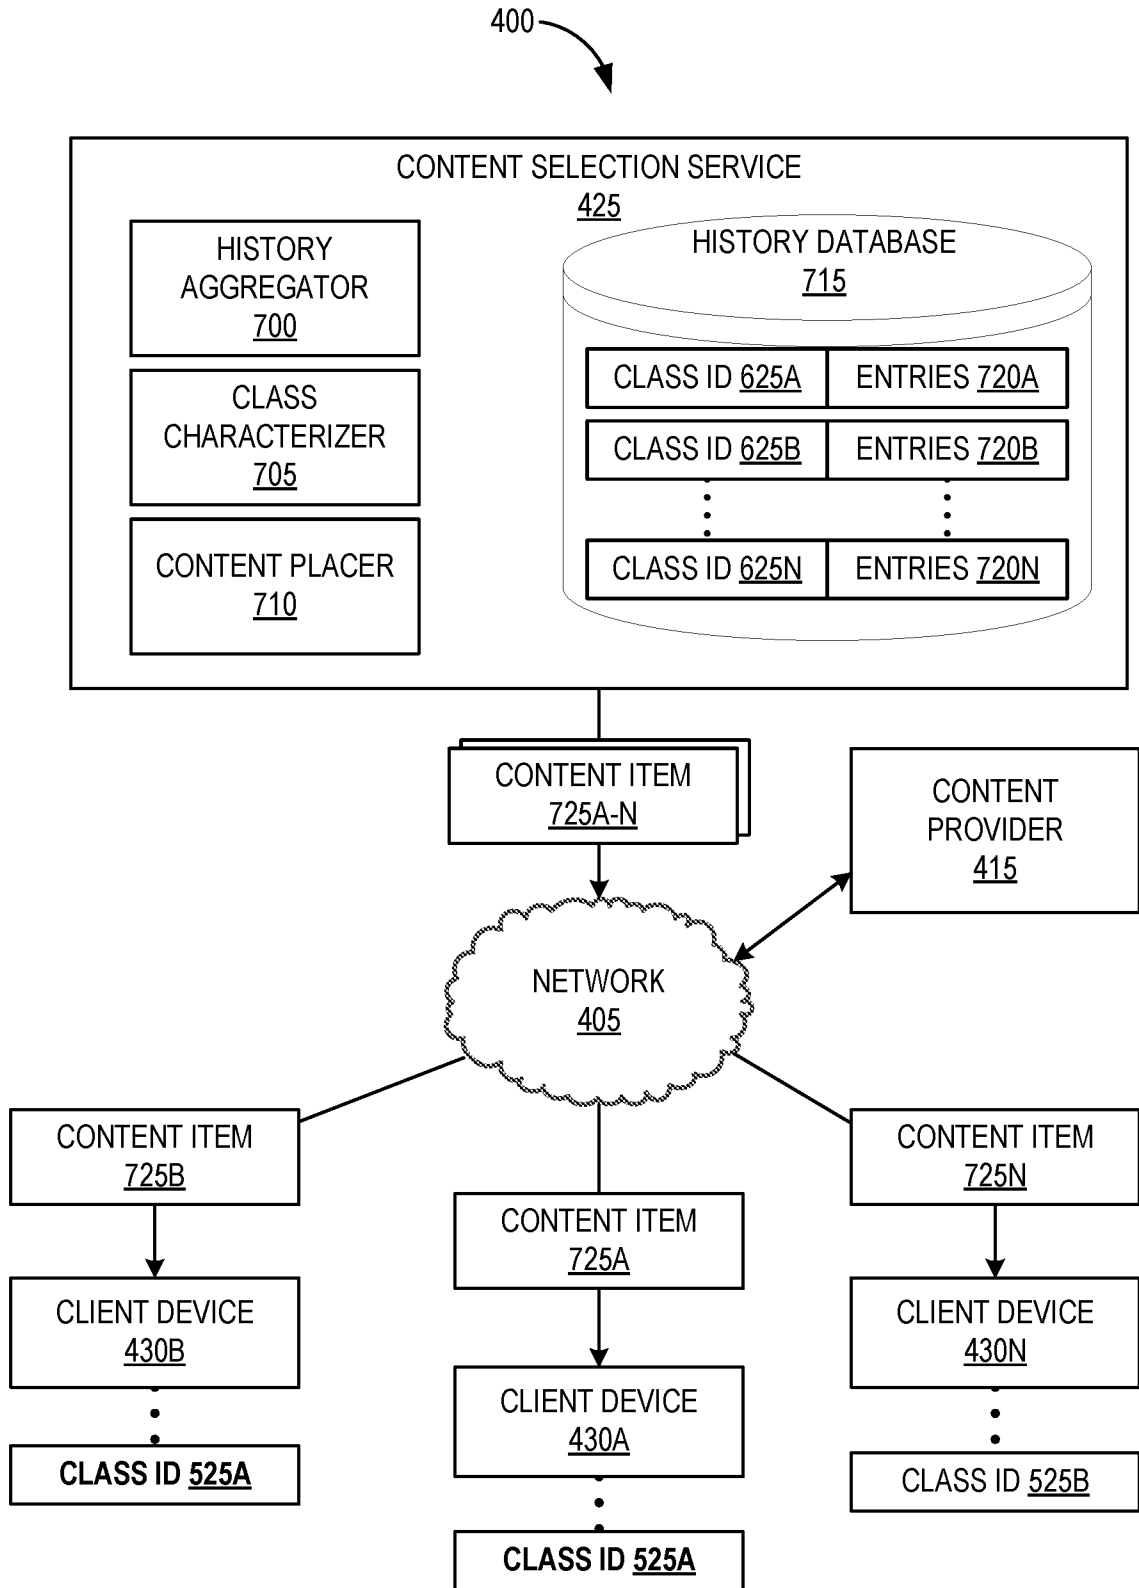 400
CONTENT SELECTION SERVICE
425
HISTORY
AGGREGATOR
700
CLASS
CHARACTERIZER
705
CONTENT PLACER
710
HISTORY DATABASE
715
CLASS ID 625A ENTRIES 720A
CLASS ID 625B ENTRIES 720B
CLASS ID 625N ENTRIES 720N
CONTENT ITEM
725A-N
CONTENT
PROVIDER
415
NETWORK
405
CONTENT ITEM
725B
CONTENT ITEM
725A
CONTENT ITEM
725N
CLIENT DEVICE
430B
CLIENT DEVICE
430A
CLIENT DEVICE
430N
CLASS ID 525A
CLASS ID 525A
CLASS ID 525B